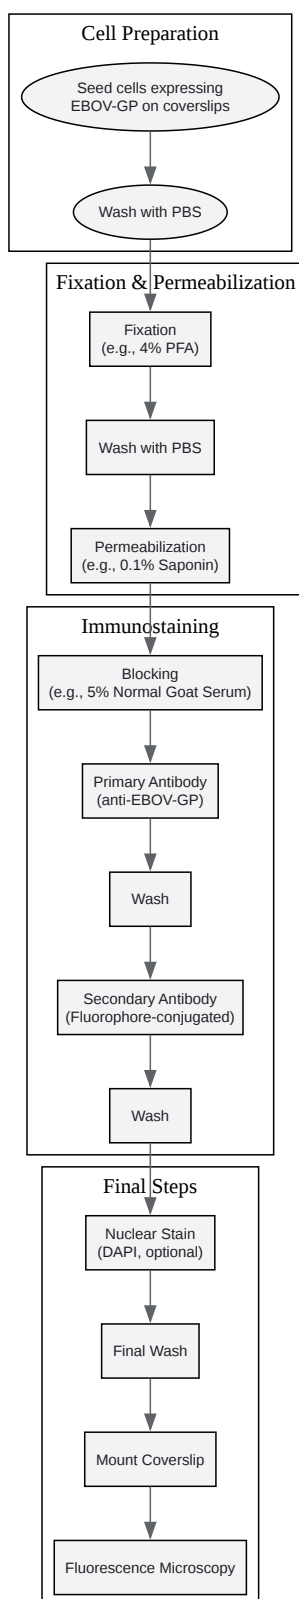 Cell Preparation
Seed cells expressing
EBOV-GP on coverslips
Wash with PBS
Fixation & Permeabilization
Fixation
(e.g., 4% PFA)
Wash with PBS
Permeabilization
(e.g., 0.1% Saponin)
Immunostaining
Blocking
(e.g., 5% Normal Goat Serum)
Primary Antibody
(anti-EBOV-GP)
Wash
Secondary Antibody
(Fluorophore-conjugated)
Wash
Final Steps
Nuclear Stain
(DAPI, optional)
Final Wash
Mount Coverslip
Fluorescence Microscopy